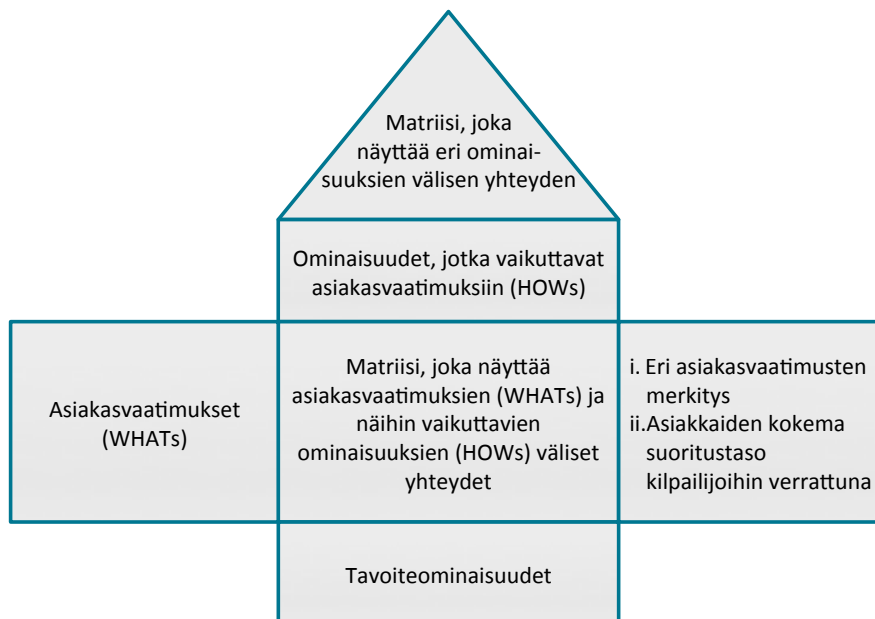 Matriisi, joka
näyttää eri ominai-
suuksien välisen yhteyden
Ominaisuudet, jotka vaikuttavat
asiakasvaatimuksiin (HOWs)
Asiakasvaatimukset
(WHATs)
Matriisi, joka näyttää
asiakasvaatimuksien (WHATs) ja
näihin vaikuttavien
ominaisuuksien (HOWs) väliset
yhteydet
i. Eri asiakasvaatimusten
merkitys
ii.Asiakkaiden kokema
suoritustaso
kilpailijoihin verrattuna
Tavoiteominaisuudet